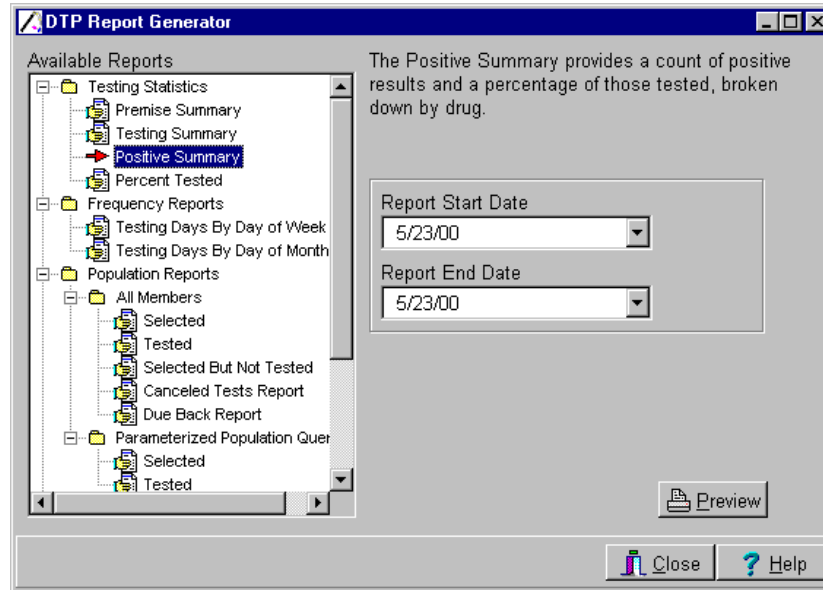 DTP Report Generator
Available Reports
Testing Statistics
Premise Summary
Testing Summary
Positive Summary
Percent Tested
Frequency Reports
Testing Days By Day of Week
Testing Days By Day of Month
Population Reports
All Members
Selected
Tested
Selected But Not Tested
Canceled Tests Report
Due Back Report
Parameterized Population Quer
Selected
Tested
The Positive Summary provides a count of positive
results and a percentage of those tested, broken
down by drug.
Report Start Date
5/23/00
Report End Date
5/23/00
Preview
Close
? Help